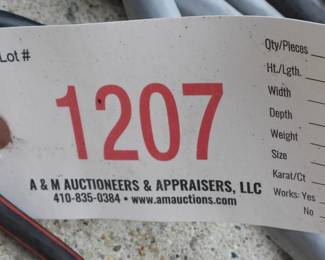 Lot #
1207
A & M AUCTIONEERS & APPRAISERS, LLC
410-835-0384 • www.amauctions.com
Qty/Pieces
Ht./Lgth.
Width
Depth
Weight
Size
Karat/Ct
Works: Yes
No